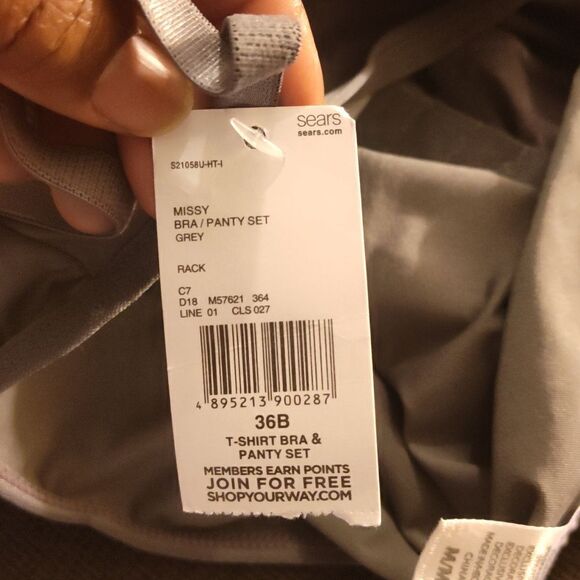 sears
sears.com
S21058U-HT-I
MISSY
BRA / PANTY SET
GREY
RACK
C7
D18 M57621 364
LINE 01 CLS 027
4 895213 900287
36B
T-SHIRT BRA &
PANTY SET
MEMBERS EARN POINTS
JOIN FOR FREE
SHOPYOURWAY.COM
M/M